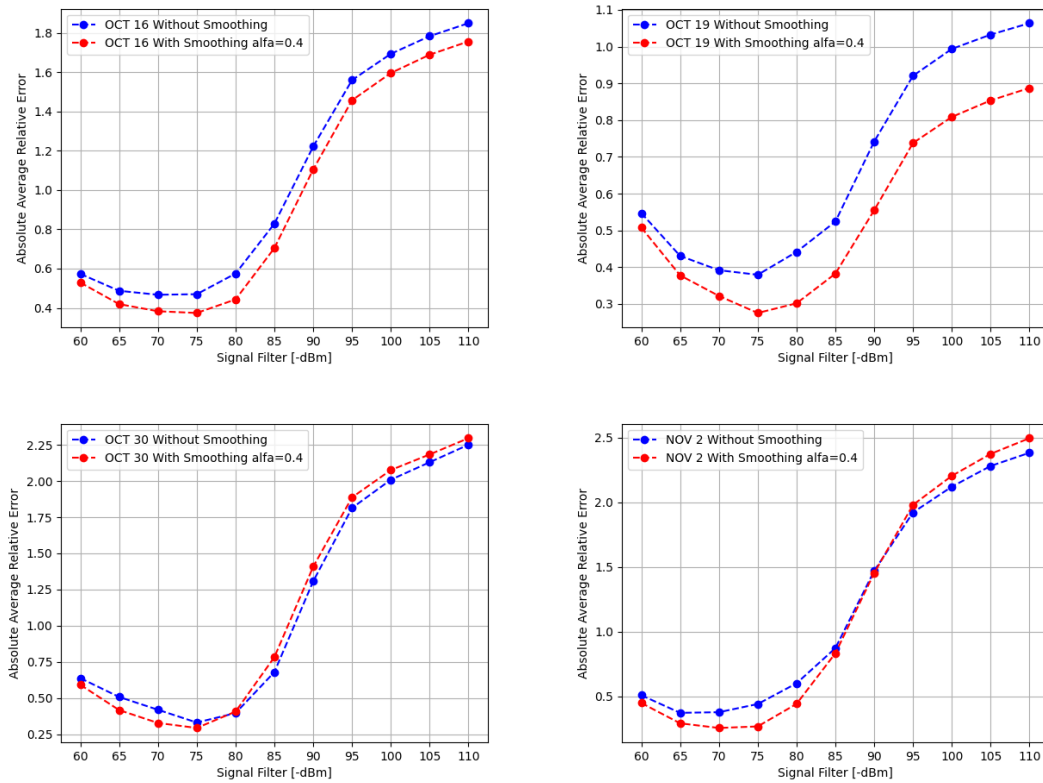 OCT 16 Without Smoothing
OCT 16 With Smoothing alfa=0.4
Absolute Average Relative Error
1.8
1.6
1.4
1.2
1.0
0.8
0.6
0.4
60 65 70 75 80 85 90 95 100 105 110
Signal Filter [-dBm]
OCT 19 Without Smoothing
OCT 19 With Smoothing alfa=0.4
Absolute Average Relative Error
1.1
1.0
0.9
0.8
0.7
0.6
0.5
0.4
0.3
60 65 70 75 80 85 90 95 100 105 110
Signal Filter [-dBm]
OCT 30 Without Smoothing
OCT 30 With Smoothing alfa=0.4
Absolute Average Relative Error
2.25
2.00
1.75
1.50
1.25
1.00
0.75
0.50
0.25
60 65 70 75 80 85 90 95 100 105 110
Signal Filter [-dBm]
NOV 2 Without Smoothing
NOV 2 With Smoothing alfa=0.4
Absolute Average Relative Error
2.5
2.0
1.5
1.0
0.5
60 65 70 75 80 85 90 95 100 105 110
Signal Filter [-dBm]